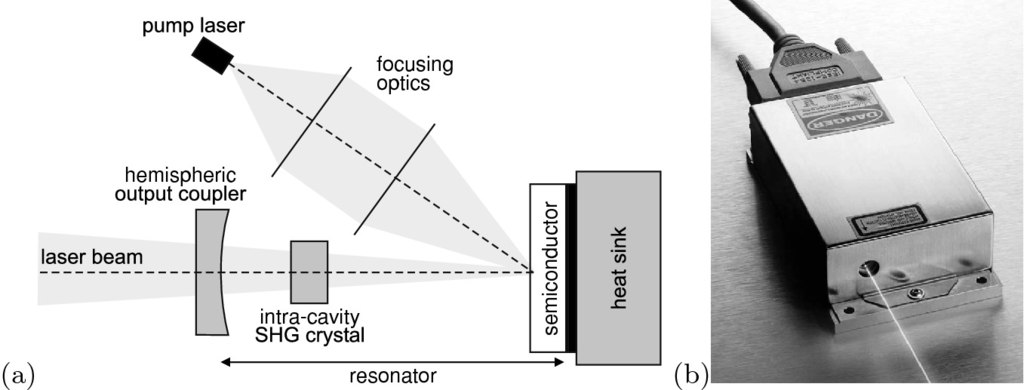 pump laser
focusing
optics
hemispheric
output coupler
laser beam
intra-cavity
SHG crystal
semiconductor
heat sink
resonator
(a)
(b)
DANGER